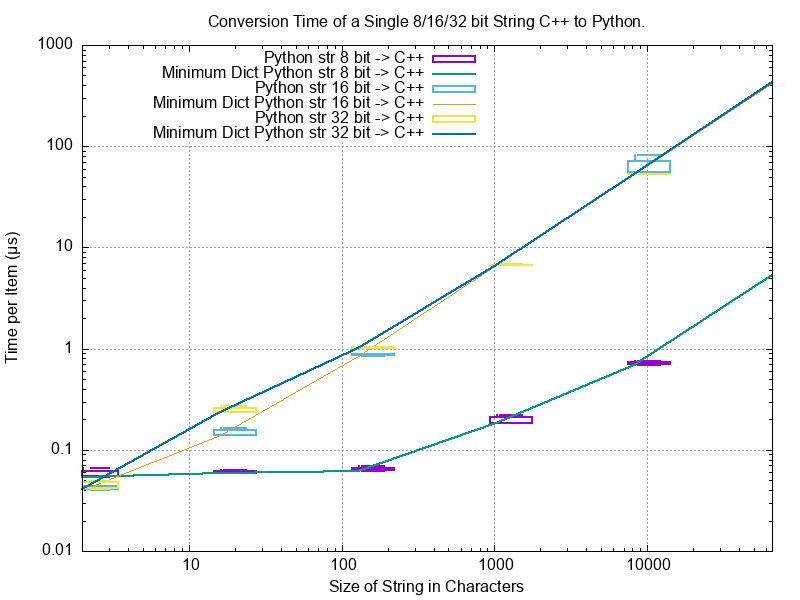 Conversion Time of a Single 8/16/32 bit String C++ to Python.
1000
100
10
1
0.1
0.01
Time per Item (µs)
Python str 8 bit -> C++
Minimum Dict Python str 8 bit -> C++
Python str 16 bit -> C++
Minimum Dict Python str 16 bit -> C++
Python str 32 bit -> C++
Minimum Dict Python str 32 bit -> C++
10
100
1000
10000
Size of String in Characters